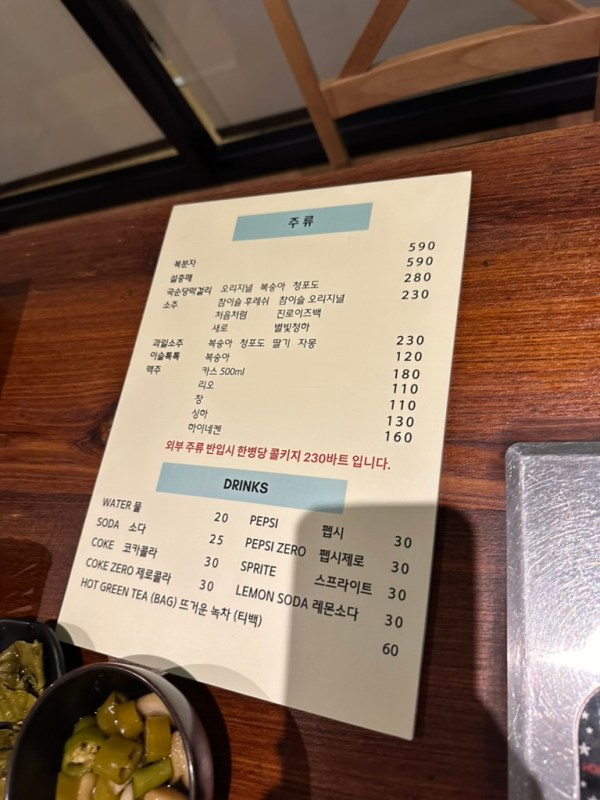 주 류
복분자 590
설중매 590
국순당막걸리 오리지널 복숭아 청포도 280
소주 참이슬 후레쉬 참이슬 오리지널 230
처음처럼 진로이즈백
새로 별빛청하
과일소주 복숭아 청포도 딸기 자몽 230
이슬톡톡 복숭아 120
맥주 카스 500ml 180
리오 110
창 110
싱하 130
하이네켄 160
외부 주류 반입시 한병당 콜키지 230바트 입니다.
DRINKS
WATER 물 20 PEPSI 펩시 30
SODA 소다 25 PEPSI ZERO 펩시제로 30
COKE 코카콜라 30 SPRITE 스프라이트 30
COKE ZERO 제로콜라 30 LEMON SODA 레몬소다 30
HOT GREEN TEA (BAG) 뜨거운 녹차 (티백) 60